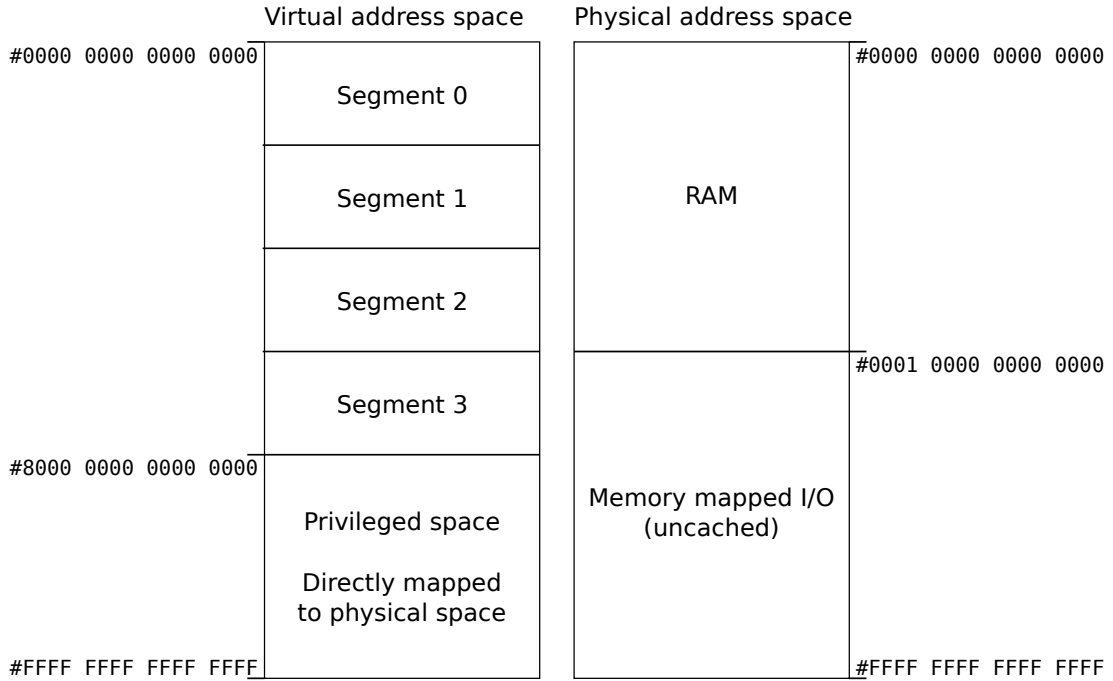 Virtual address space
Physical address space
#0000 0000 0000 0000
#0000 0000 0000 0000
Segment 0
Segment 1
RAM
Segment 2
#0001 0000 0000 0000
Segment 3
#8000 0000 0000 0000
Memory mapped I/O
(uncached)
Privileged space
Directly mapped
to physical space
#FFFF FFFF FFFF FFFF
#FFFF FFFF FFFF FFFF